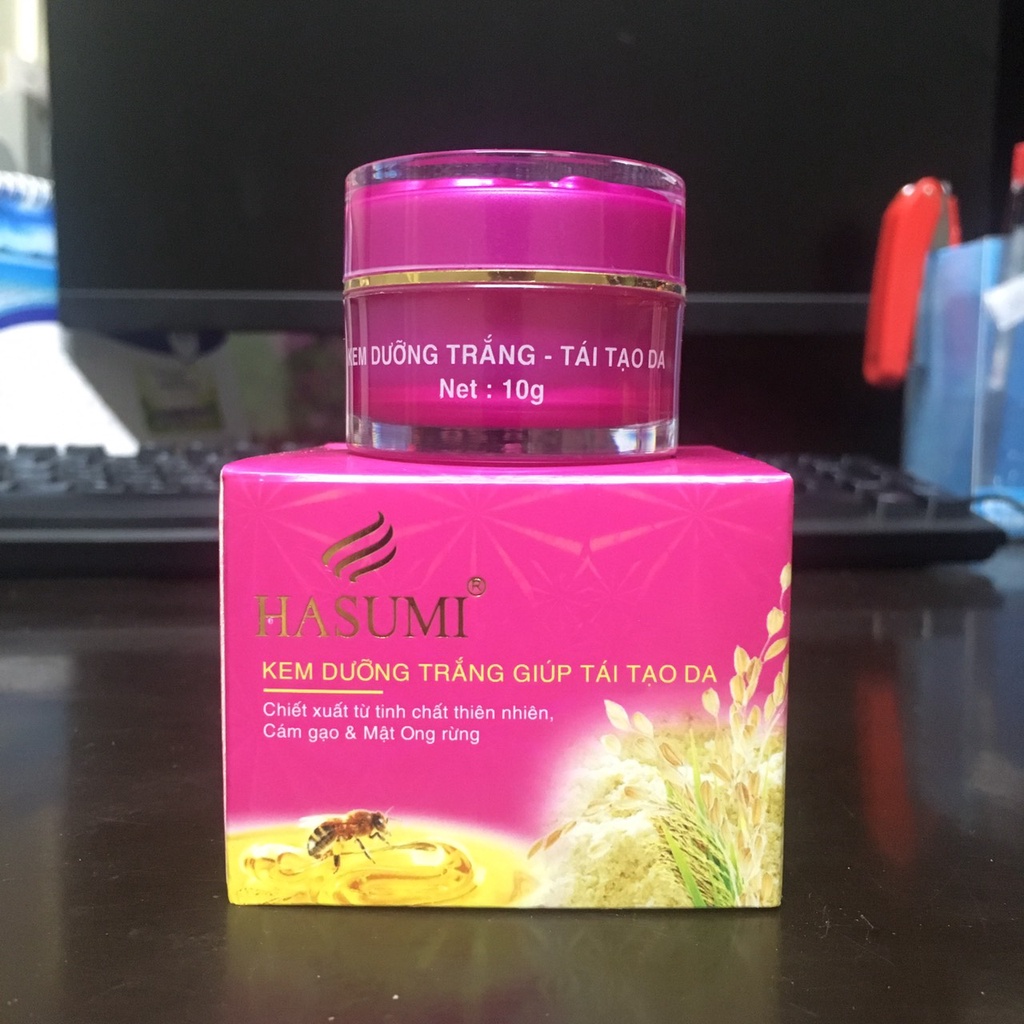 KEM DƯỠNG TRẮNG - TÁI TẠO DA
Net : 10g
HASUMI®
KEM DƯỠNG TRẮNG GIÚP TÁI TẠO DA
Chiết xuất từ tinh chất thiên nhiên,
Cám gạo & Mật Ong rừng